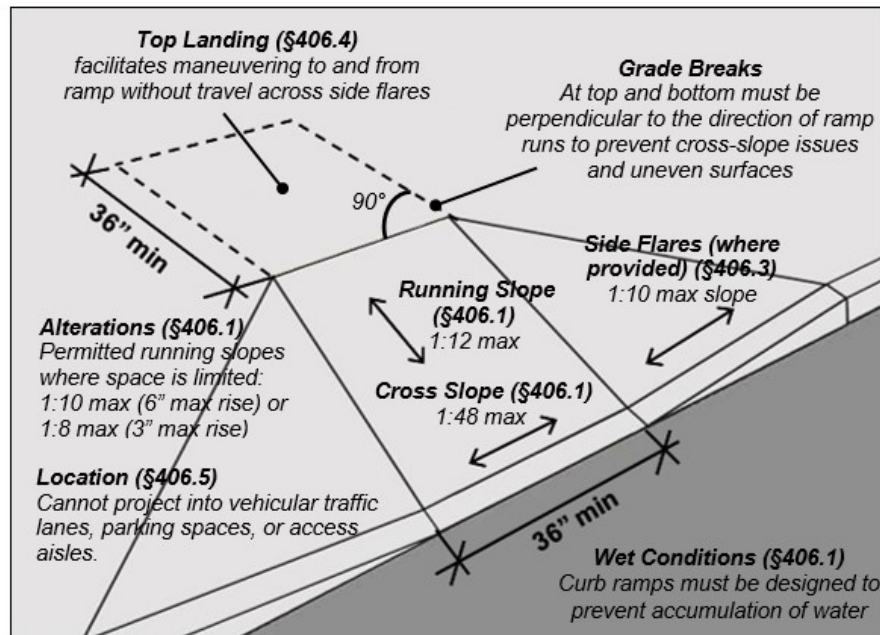 Top Landing (§406.4)
facilitates maneuvering to and from
ramp without travel across side flares
Grade Breaks
At top and bottom must be
perpendicular to the direction of ramp
runs to prevent cross-slope issues
and uneven surfaces
90°
36” min
Side Flares (where
provided) (§406.3)
1:10 max slope
Running Slope
(§406.1)
1:12 max
Alterations (§406.1)
Permitted running slopes
where space is limited:
1:10 max (6” max rise) or
1:8 max (3” max rise)
Cross Slope (§406.1)
1:48 max
Location (§406.5)
Cannot project into vehicular traffic
lanes, parking spaces, or access
aisles.
36” min
Wet Conditions (§406.1)
Curb ramps must be designed to
prevent accumulation of water